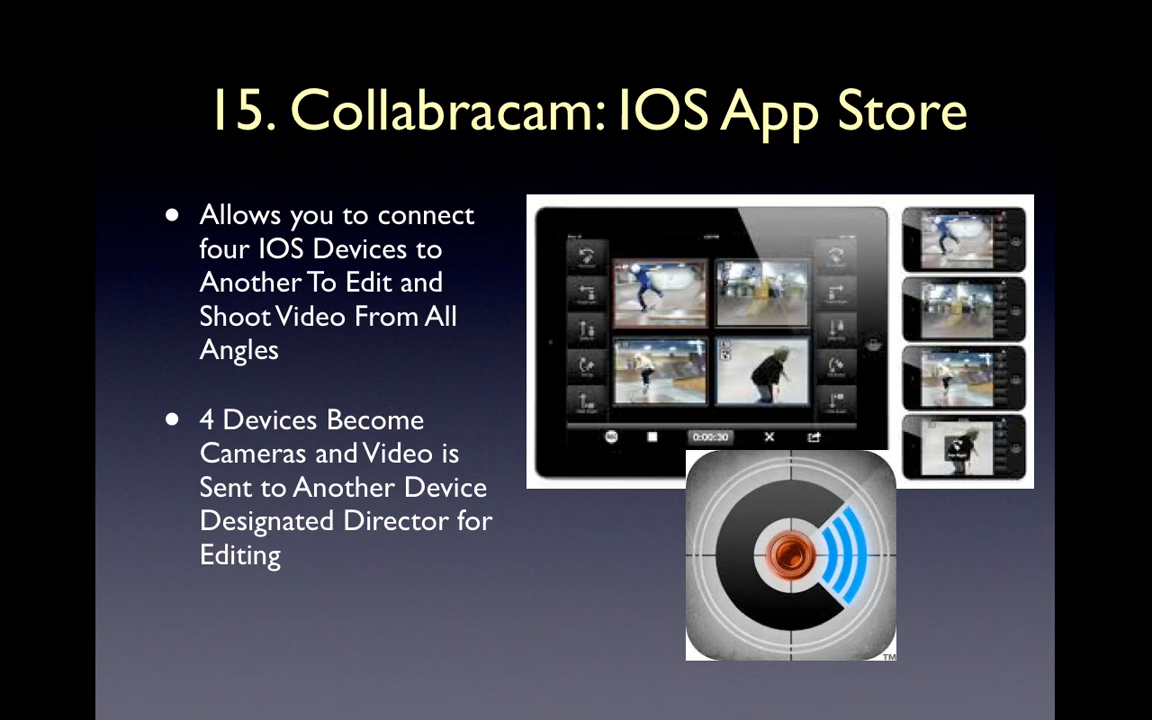 15. Collabracam: IOS App Store
• Allows you to connect
four IOS Devices to
Another To Edit and
Shoot Video From All
Angles
• 4 Devices Become
Cameras and Video is
Sent to Another Device
Designated Director for
Editing
REC
0:00:30
TM